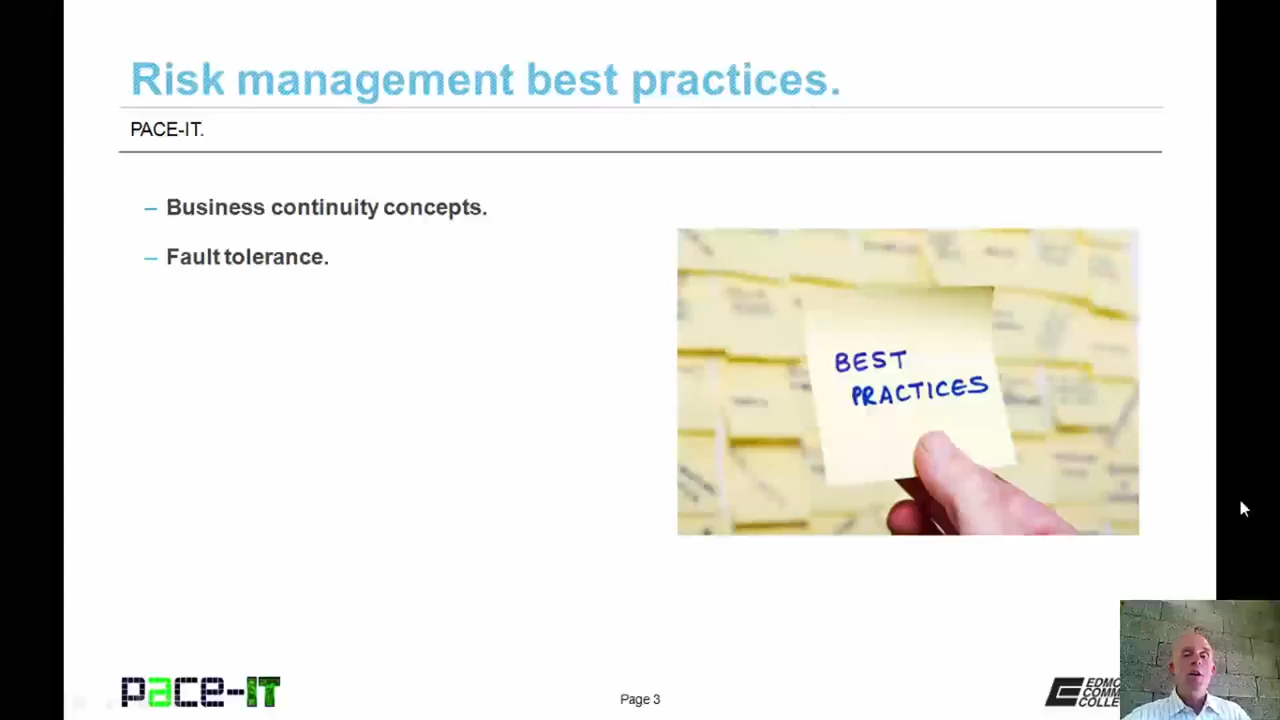 Risk management best practices.
PACE-IT.
– Business continuity concepts.
– Fault tolerance.
BEST
PRACTICES
pace-IT
Page 3